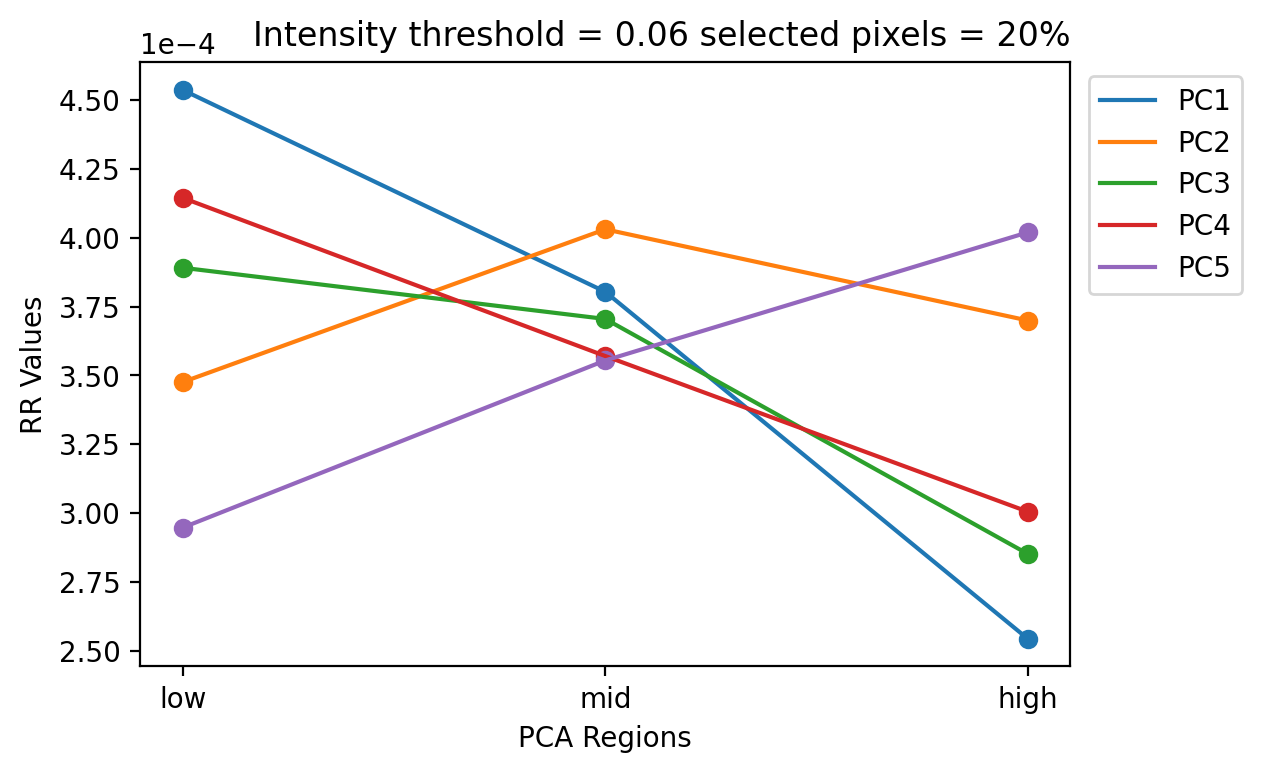 Intensity threshold = 0.06 selected pixels = 20%
1e−4
4.50
4.25
4.00
3.75
3.50
3.25
3.00
2.75
2.50
RR Values
low
mid
high
PCA Regions
PC1
PC2
PC3
PC4
PC5